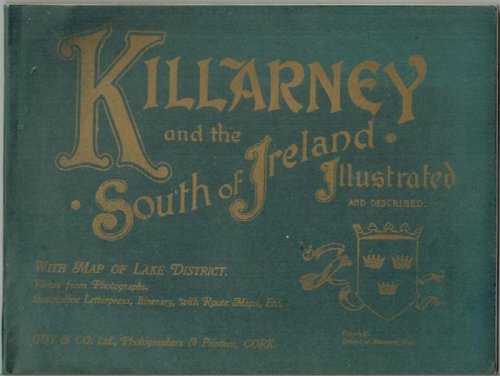 KILLARNEY
and the
· South of Ireland ·
Illustrated
AND DESCRIBED.
WITH MAP OF LAKE DISTRICT.
Views from Photographs.
Descriptive Letterpress, Itinerary, with Route Maps, Etc.
GUY & CO. Ltd., Photographers & Printers, CORK.
Copyright.